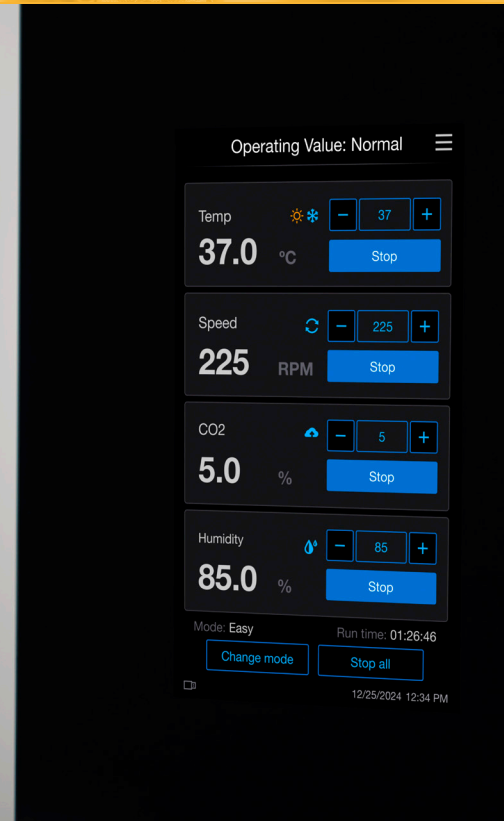 Operating Value: Normal
Temp
− 37 +
37.0 °C
Stop
Speed
− 225 +
225 RPM
Stop
CO2
− 5 +
5.0 %
Stop
Humidity
− 85 +
85.0 %
Stop
Mode: Easy
Run time: 01:26:46
Change mode
Stop all
12/25/2024 12:34 PM